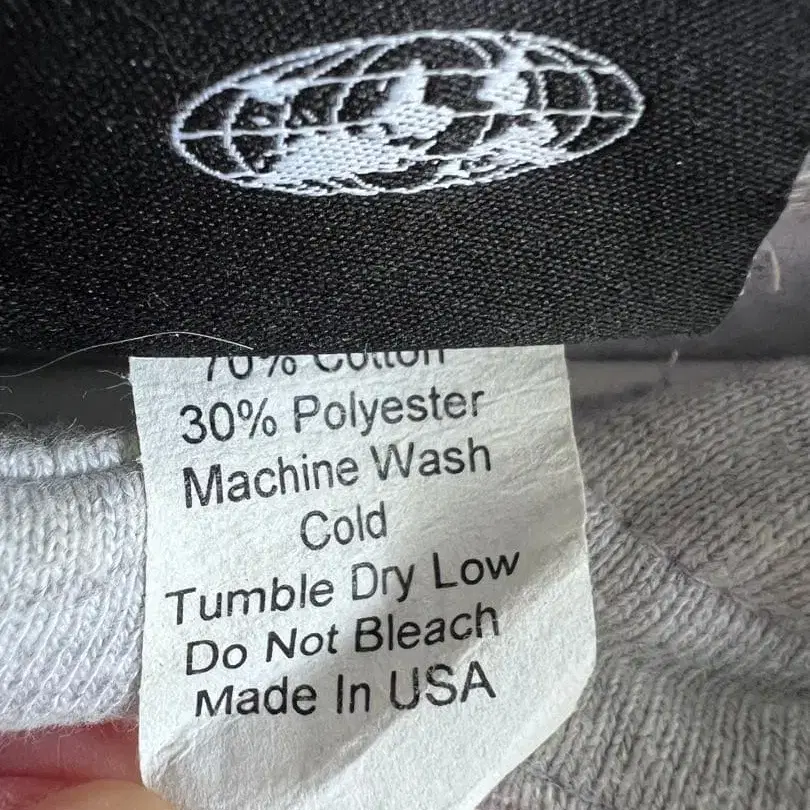 70% Cotton
30% Polyester
Machine Wash
Cold
Tumble Dry Low
Do Not Bleach
Made In USA